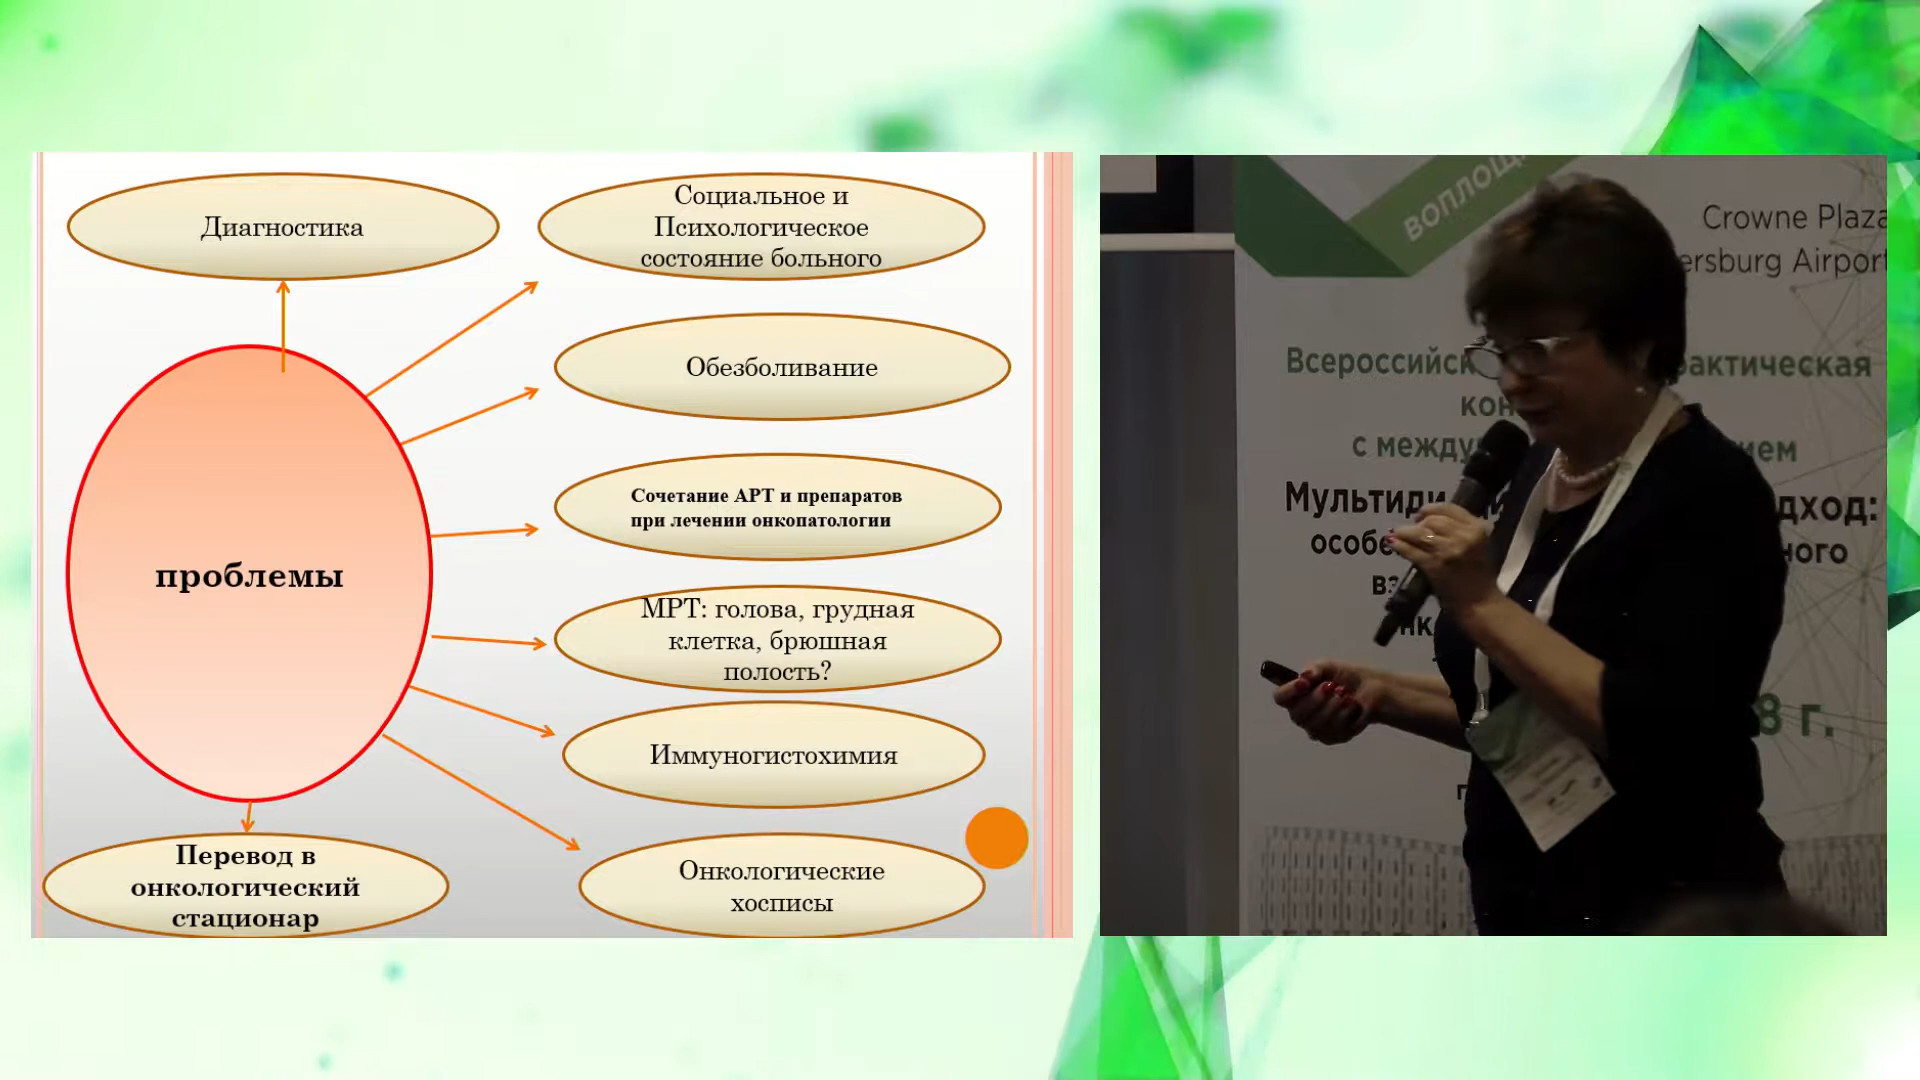 Диагностика
Социальное и
Психологическое
состояние больного
Обезболивание
Сочетание АРТ и препаратов
при лечении онкопатологии
проблемы
МРТ: голова, грудная
клетка, брюшная
полость?
Иммуногистохимия
Перевод в
онкологический
стационар
Онкологические
хосписы
ВОПЛОЩ
Crowne Plaza
ersburg Airport
Всероссийск актическая
кон
с между ием
Мультиди дход:
особе ного
вз
нк
8 г.